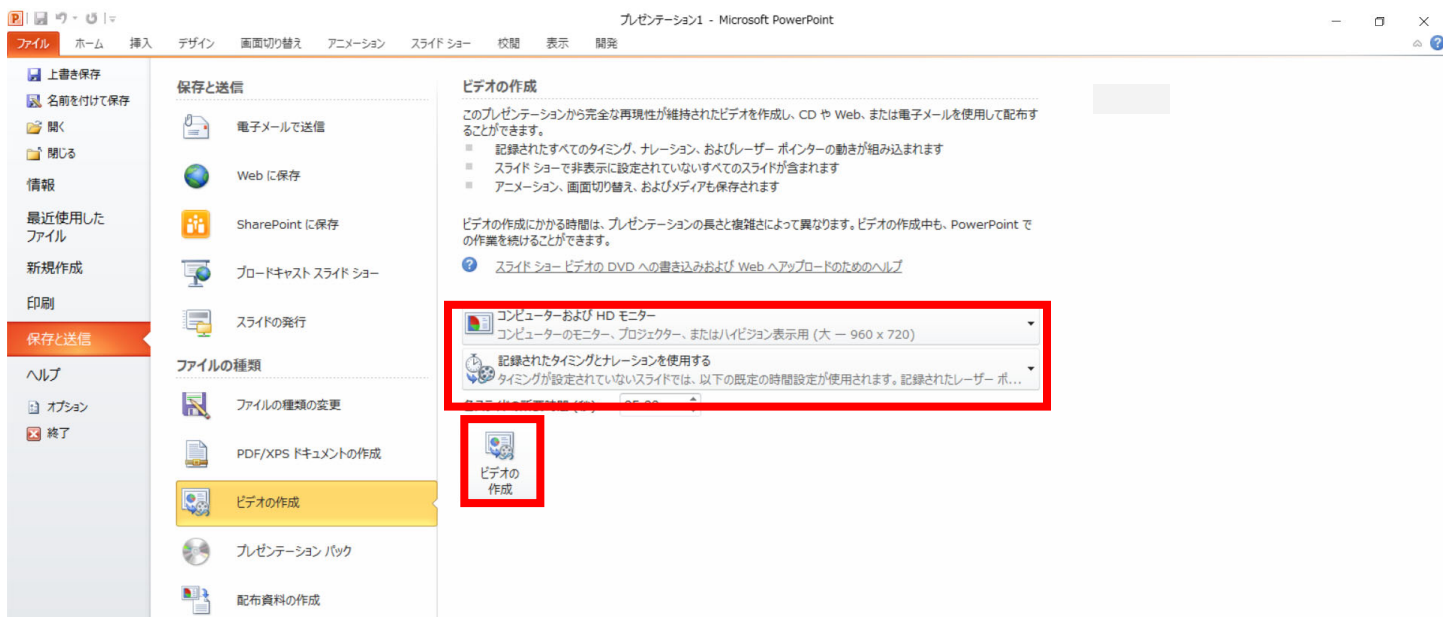 プレゼンテーション1 - Microsoft PowerPoint
ファイル ホーム 挿入 デザイン 画面切り替え アニメーション スライド ショー 校閲 表示 開発
上書き保存
名前を付けて保存
開く
閉じる
情報
最近使用した
ファイル
新規作成
印刷
保存と送信
ヘルプ
オプション
終了
保存と送信
電子メールで送信
Web に保存
SharePoint に保存
ブロードキャスト スライド ショー
スライドの発行
ファイルの種類
ファイルの種類の変更
PDF/XPS ドキュメントの作成
ビデオの作成
プレゼンテーション パック
配布資料の作成
ビデオの作成
このプレゼンテーションから完全な再現性が維持されたビデオを作成し、CD や Web、または電子メールを使用して配布す
ることができます。
記録されたすべてのタイミング、ナレーション、およびレーザー ポインターの動きが組み込まれます
スライド ショーで非表示に設定されていないすべてのスライドが含まれます
アニメーション、画面切り替え、およびメディアも保存されます
ビデオの作成にかかる時間は、プレゼンテーションの長さと複雑さによって異なります。ビデオの作成中も、PowerPoint で
の作業を続けることができます。
スライド ショー ビデオの DVD への書き込みおよび Web へアップロードのためのヘルプ
コンピューターおよび HD モニター
コンピューターのモニター、プロジェクター、またはハイビジョン表示用 (大 — 960 x 720)
記録されたタイミングとナレーションを使用する
タイミングが設定されていないスライドでは、以下の既定の時間設定が使用されます。記録されたレーザー ポ...
ビデオの
作成